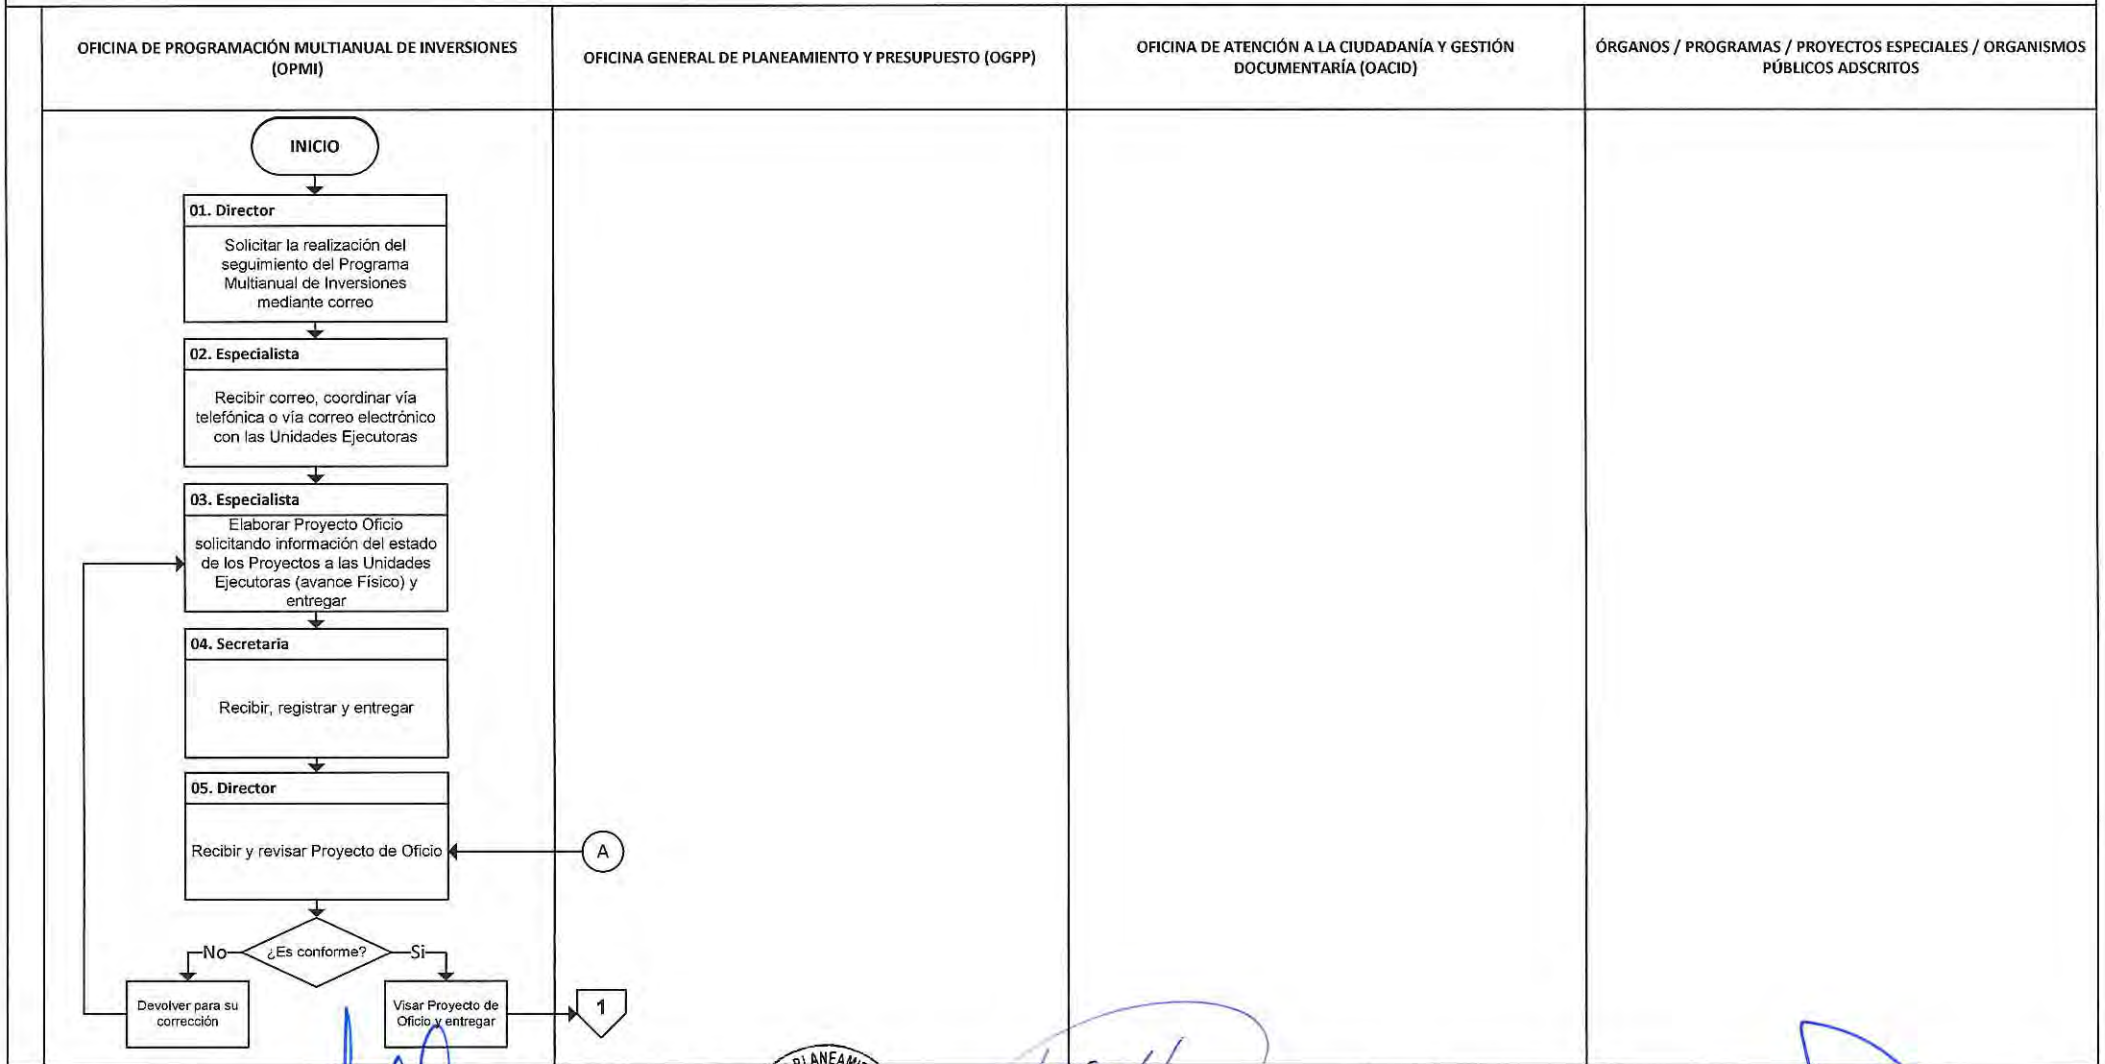 OFICINA DE PROGRAMACIÓN MULTIANUAL DE INVERSIONES
(OPMI)
OFICINA GENERAL DE PLANEAMIENTO Y PRESUPUESTO (OGPP)
OFICINA DE ATENCIÓN A LA CIUDADANÍA Y GESTIÓN
DOCUMENTARÍA (OACID)
ÓRGANOS / PROGRAMAS / PROYECTOS ESPECIALES / ORGANISMOS
PÚBLICOS ADSCRITOS
INICIO
01. Director
Solicitar la realización del
seguimiento del Programa
Multianual de Inversiones
mediante correo
02. Especialista
Recibir correo, coordinar vía
telefónica o vía correo electrónico
con las Unidades Ejecutoras
03. Especialista
Elaborar Proyecto Oficio
solicitando información del estado
de los Proyectos a las Unidades
Ejecutoras (avance Físico) y
entregar
04. Secretaria
Recibir, registrar y entregar
05. Director
Recibir y revisar Proyecto de Oficio
A
No
¿Es conforme?
Si
Devolver para su
corrección
Visar Proyecto de
Oficio y entregar
1